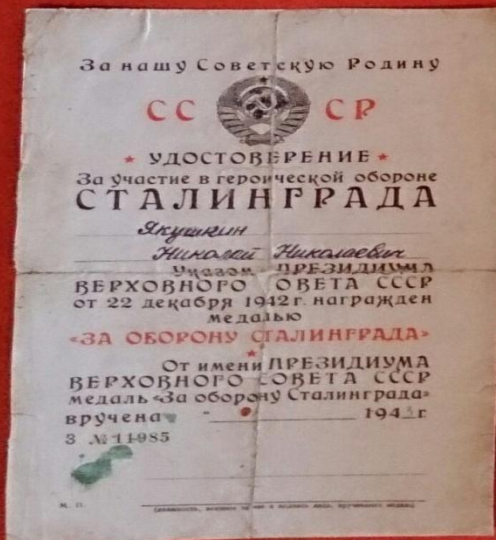 За нашу Советскую Родину
СС СР
УДОСТОВЕРЕНИЕ
За участие в героической обороне
СТАЛИНГРАДА
Якушкин
Николай Николаевич
Указом ПРЕЗИДИУМА
ВЕРХОВНОГО СОВЕТА СССР
от 22 декабря 1942 г. награжден
медалью
«ЗА ОБОРОНУ СТАЛИНГРАДА»
От имени ПРЕЗИДИУМА
ВЕРХОВНОГО СОВЕТА СССР
медаль «За оборону Сталинграда»
вручена 1943 г.
З №11985
М. П.